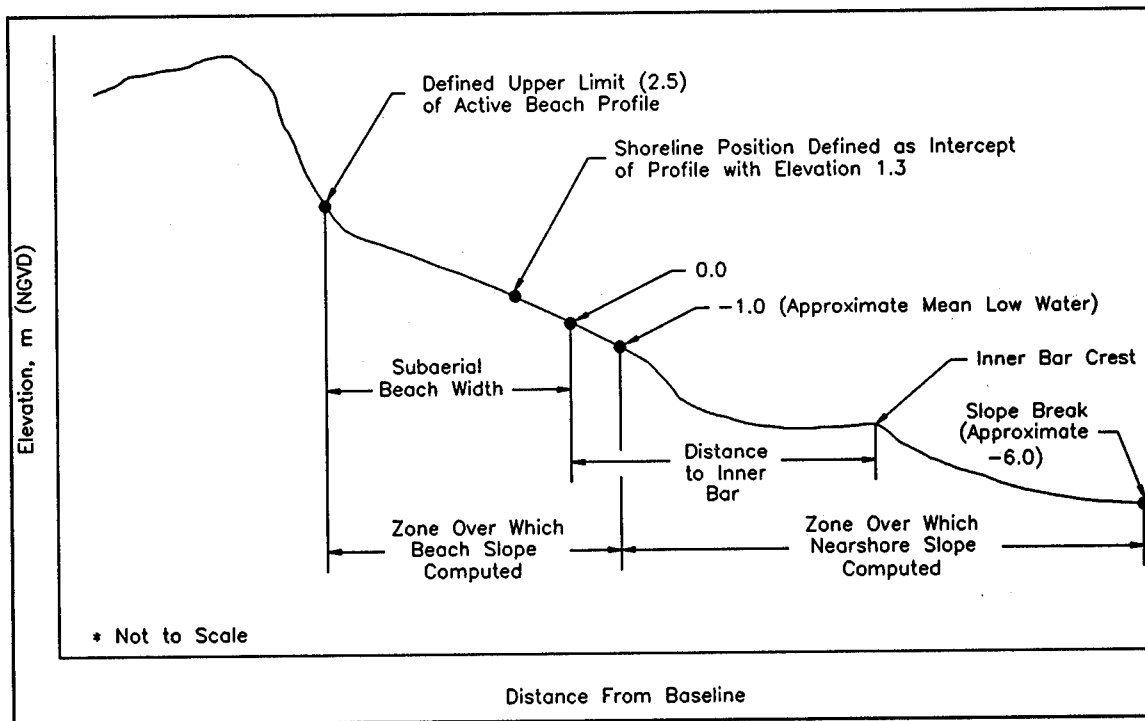 Defined Upper Limit (2.5)
of Active Beach Profile
Shoreline Position Defined as Intercept
of Profile with Elevation 1.3
0.0
-1.0 (Approximate Mean Low Water)
Inner Bar Crest
Subaerial
Beach Width
Slope Break
(Approximate
-6.0)
Distance
to Inner
Bar
Zone Over Which
Beach Slope
Computed
Zone Over Which
Nearshore Slope
Computed
* Not to Scale
Elevation, m (NGVD)
Distance From Baseline